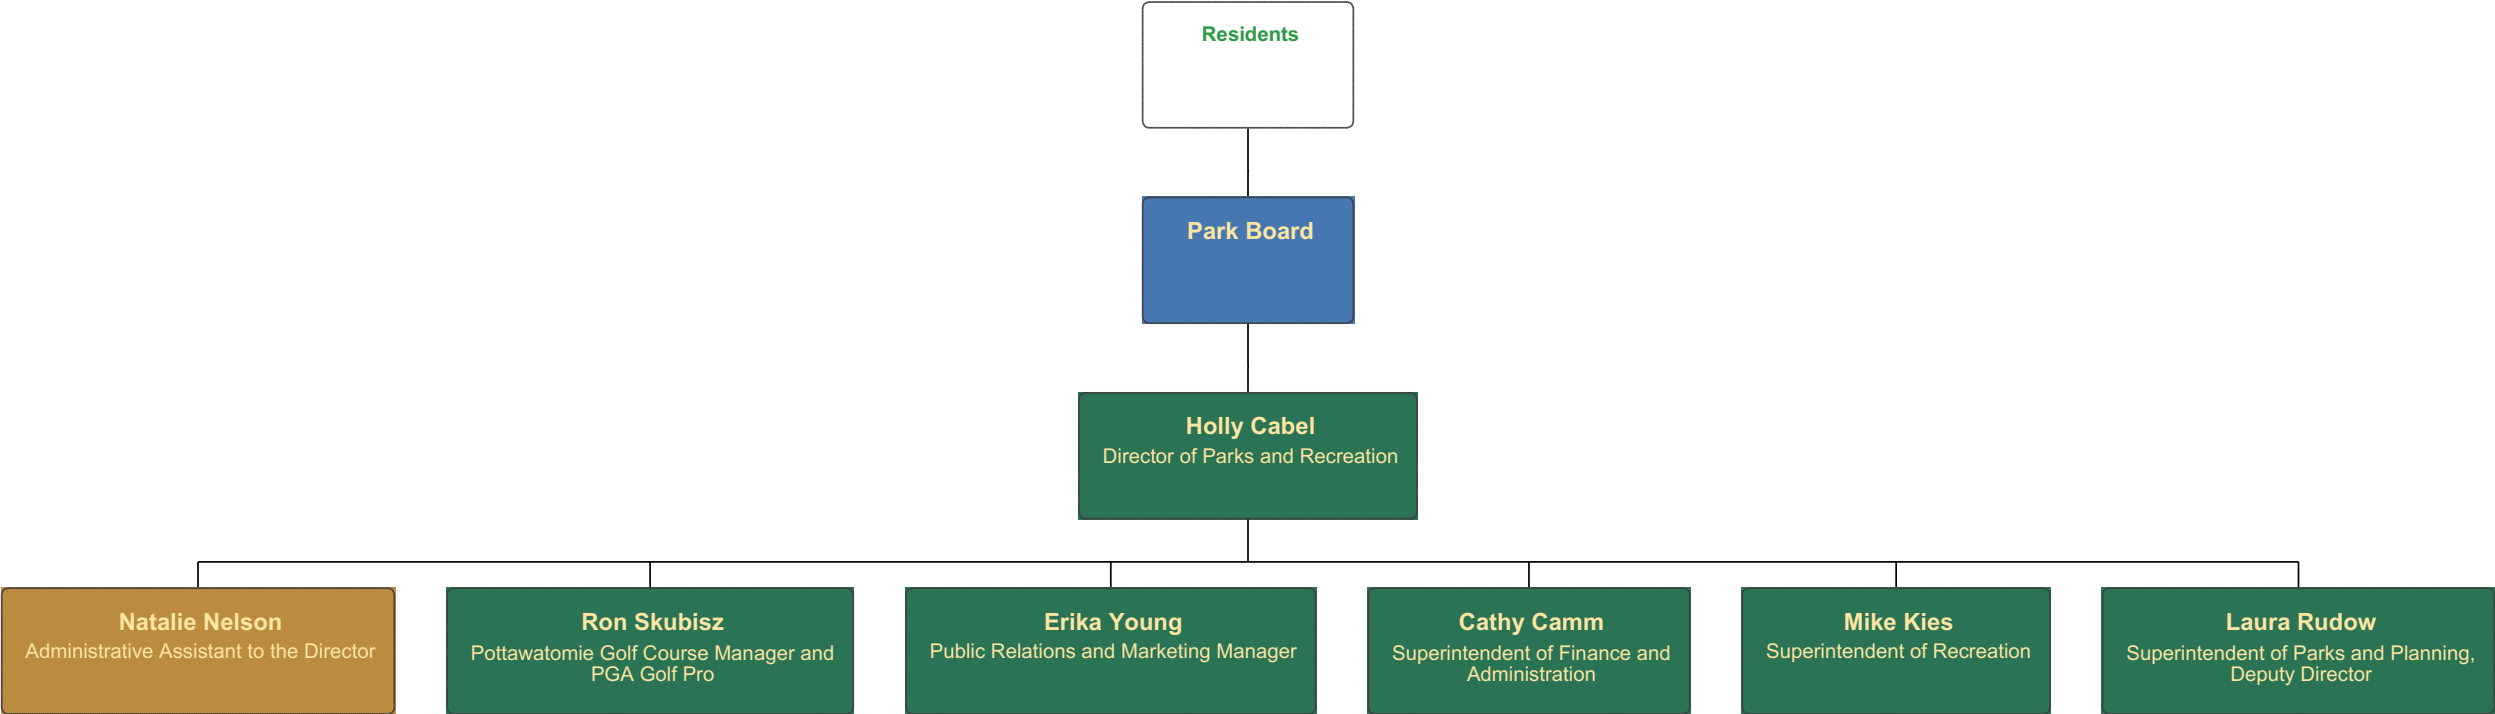 Residents
Park Board
Holly Cabel
Director of Parks and Recreation
Natalie Nelson
Administrative Assistant to the Director
Ron Skubisz
Pottawatomie Golf Course Manager and
PGA Golf Pro
Erika Young
Public Relations and Marketing Manager
Cathy Camm
Superintendent of Finance and
Administration
Mike Kies
Superintendent of Recreation
Laura Rudow
Superintendent of Parks and Planning,
Deputy Director